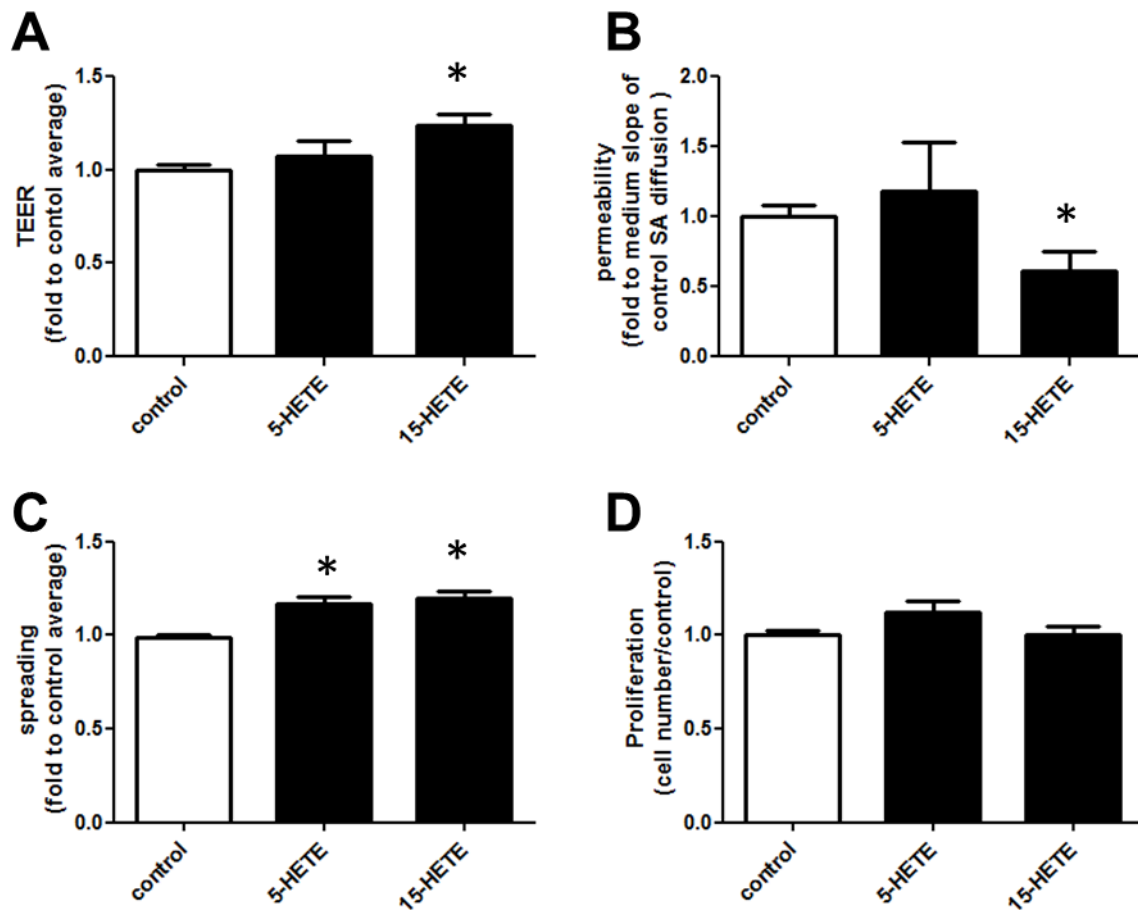 A
TEER
(fold to contol average)
1.5
1.0
0.5
0.0
*
control
5-HETE
15-HETE
B
permeability
(fold to medium slope of
control SA diffusion )
2.0
1.5
1.0
0.5
0.0
*
control
5-HETE
15-HETE
C
spreading
(fold to control average)
1.5
1.0
0.5
0.0
*
*
control
5-HETE
15-HETE
D
Proliferation
(cell number/control)
1.5
1.0
0.5
0.0
control
5-HETE
15-HETE